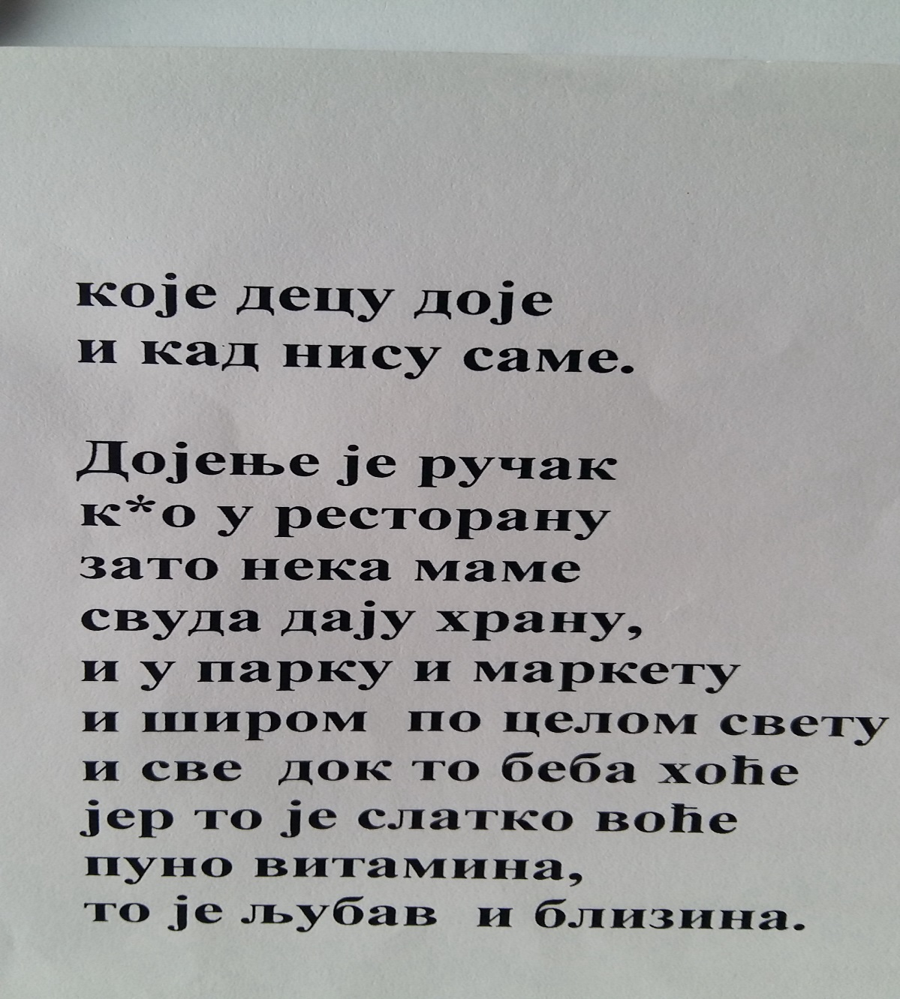 које децу доје
и кад нису саме.
Дојење је ручак
к*о у ресторану
зато нека маме
свуда дају храну,
и у парку и маркету
и широм по целом свету
и све док то беба хоће
јер то је слатко воће
пуно витамина,
то је љубав и близина.